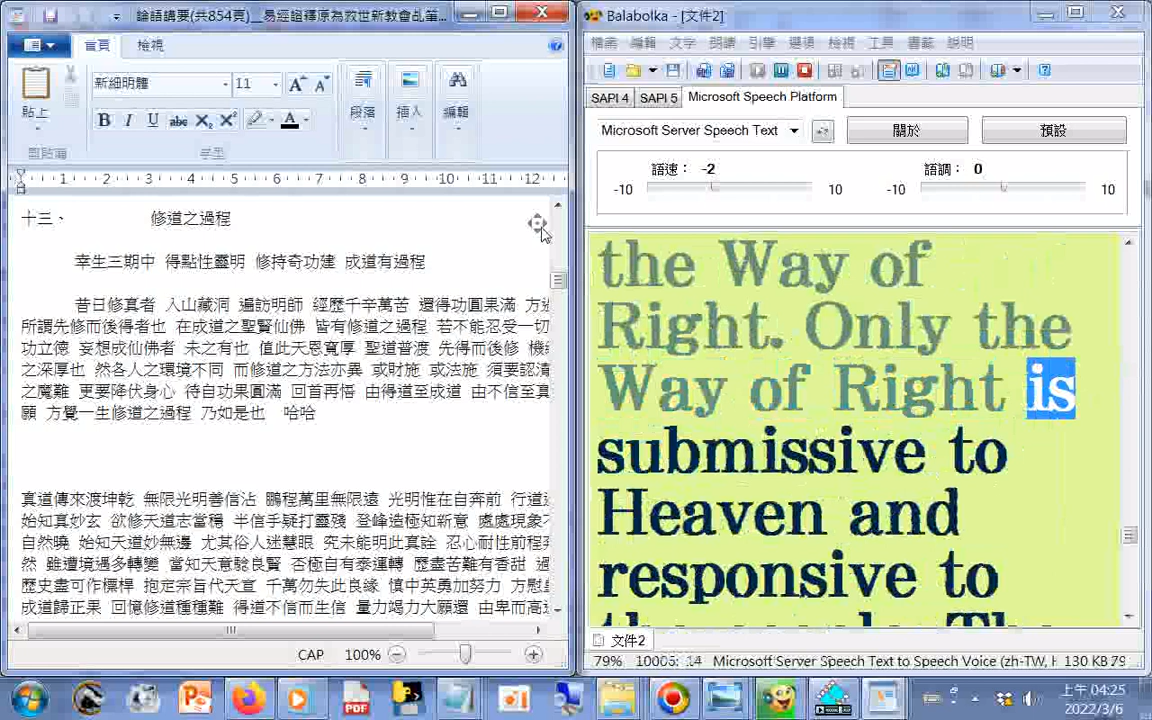 論語講要(共854頁)__易經證釋原為救世新教會乩筆...
首頁 檢視
新細明體 11
貼上
段落 插入 編輯
剪貼簿 字型
1 2 3 4 5 6 7 8 9 10 11 12
十三、 修道之過程
幸生三期中 得點性靈明 修持奇功建 成道有過程
昔日修真者 入山藏洞 遍訪明師 經歷千辛萬苦 還得功圓果滿 方
所謂先修而後得者也 在成道之聖賢仙佛 皆有修道之過程 若不能忍受一切
功立德 妄想成仙佛者 未之有也 值此天恩寬厚 聖道普渡 先得而後修 機
之深厚也 然各人之環境不同 而修道之方法亦異 或財施 或法施 須要認清
之魔難 更要降伏身心 待自功果圓滿 回首再悟 由得道至成道 由不信至真
願 方覺一生修道之過程 乃如是也 哈哈
真道傳來渡坤乾 無限光明善信沾 鵬程萬里無限遠 光明惟在自奔前 行道
始知真妙玄 欲修天道志當穩 半信手疑打靈殘 登峰造極知新意 處處現象
自然曉 始知天道妙無邊 尤其俗人迷慧眼 究未能明此真詮 忍心耐性前程
然 雖遭境遇多轉變 當知天意驗良賢 否極自有泰運轉 歷盡苦難有香甜
歷史盡可作標桿 抱定宗旨代天宣 千萬勿失此良緣 慎中英勇加努力 方慰
成道歸正果 回憶修道種種難 得道不信而生信 量力竭力大願還 由卑而高
CAP 100%
Balabolka - [文件2]
檔案 編輯 文字 朗讀 引擎 選項 檢視 工具 書籤 說明
SAPI 4 SAPI 5 Microsoft Speech Platform
Microsoft Server Speech Text 關於 預設
語速： -2 語調： 0
-10 10 -10 10
the Way of
Right. Only the
Way of Right is
submissive to
Heaven and
responsive to
the people. The
文件2
79% 10005: 14 Microsoft Server Speech Text to Speech Voice (zh-TW, H 130 KB 79
上午 04:25
2022/3/6